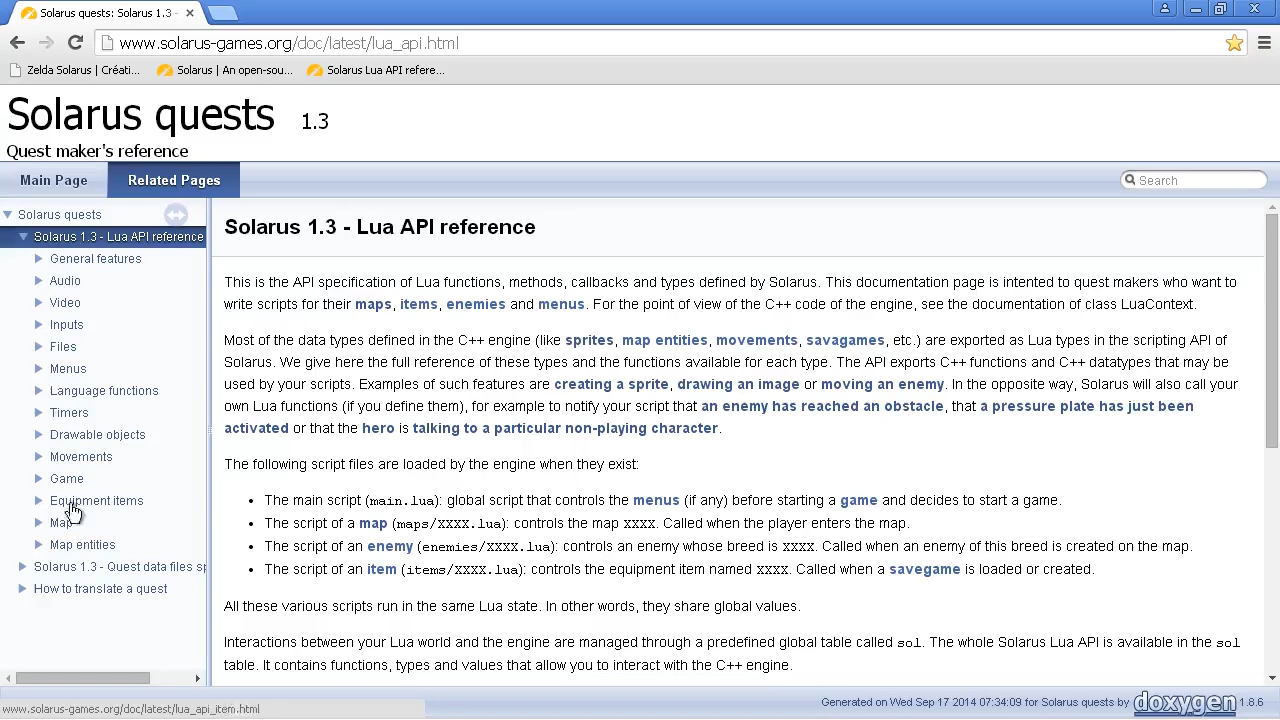 Solarus quests: Solarus 1.3 -
www.solarus-games.org/doc/latest/lua_api.html
Zelda Solarus | Créati...
Solarus | An open-sou...
Solarus Lua API refere...
Solarus quests 1.3
Quest maker's reference
Main Page
Related Pages
Search
Solarus quests
Solarus 1.3 - Lua API reference
General features
Audio
Video
Inputs
Files
Menus
Language functions
Timers
Drawable objects
Movements
Game
Equipment items
Map
Map entities
Solarus 1.3 - Quest data files sp
How to translate a quest
Solarus 1.3 - Lua API reference
This is the API specification of Lua functions, methods, callbacks and types defined by Solarus. This documentation page is intented to quest makers who want to
write scripts for their maps, items, enemies and menus. For the point of view of the C++ code of the engine, see the documentation of class LuaContext.
Most of the data types defined in the C++ engine (like sprites, map entities, movements, savagames, etc.) are exported as Lua types in the scripting API of
Solarus. We give here the full reference of these types and the functions available for each type. The API exports C++ functions and C++ datatypes that may be
used by your scripts. Examples of such features are creating a sprite, drawing an image or moving an enemy. In the opposite way, Solarus will also call your
own Lua functions (if you define them), for example to notify your script that an enemy has reached an obstacle, that a pressure plate has just been
activated or that the hero is talking to a particular non-playing character.
The following script files are loaded by the engine when they exist:
• The main script (main.lua): global script that controls the menus (if any) before starting a game and decides to start a game.
• The script of a map (maps/XXXX.lua): controls the map XXXX. Called when the player enters the map.
• The script of an enemy (enemies/XXXX.lua): controls an enemy whose breed is XXXX. Called when an enemy of this breed is created on the map.
• The script of an item (items/XXXX.lua): controls the equipment item named XXXX. Called when a savegame is loaded or created.
All these various scripts run in the same Lua state. In other words, they share global values.
Interactions between your Lua world and the engine are managed through a predefined global table called sol. The whole Solarus Lua API is available in the sol
table. It contains functions, types and values that allow you to interact with the C++ engine.
www.solarus-games.org/doc/latest/lua_api_item.html
Generated on Wed Sep 17 2014 07:34:09 for Solarus quests by doxygen 1.8.6